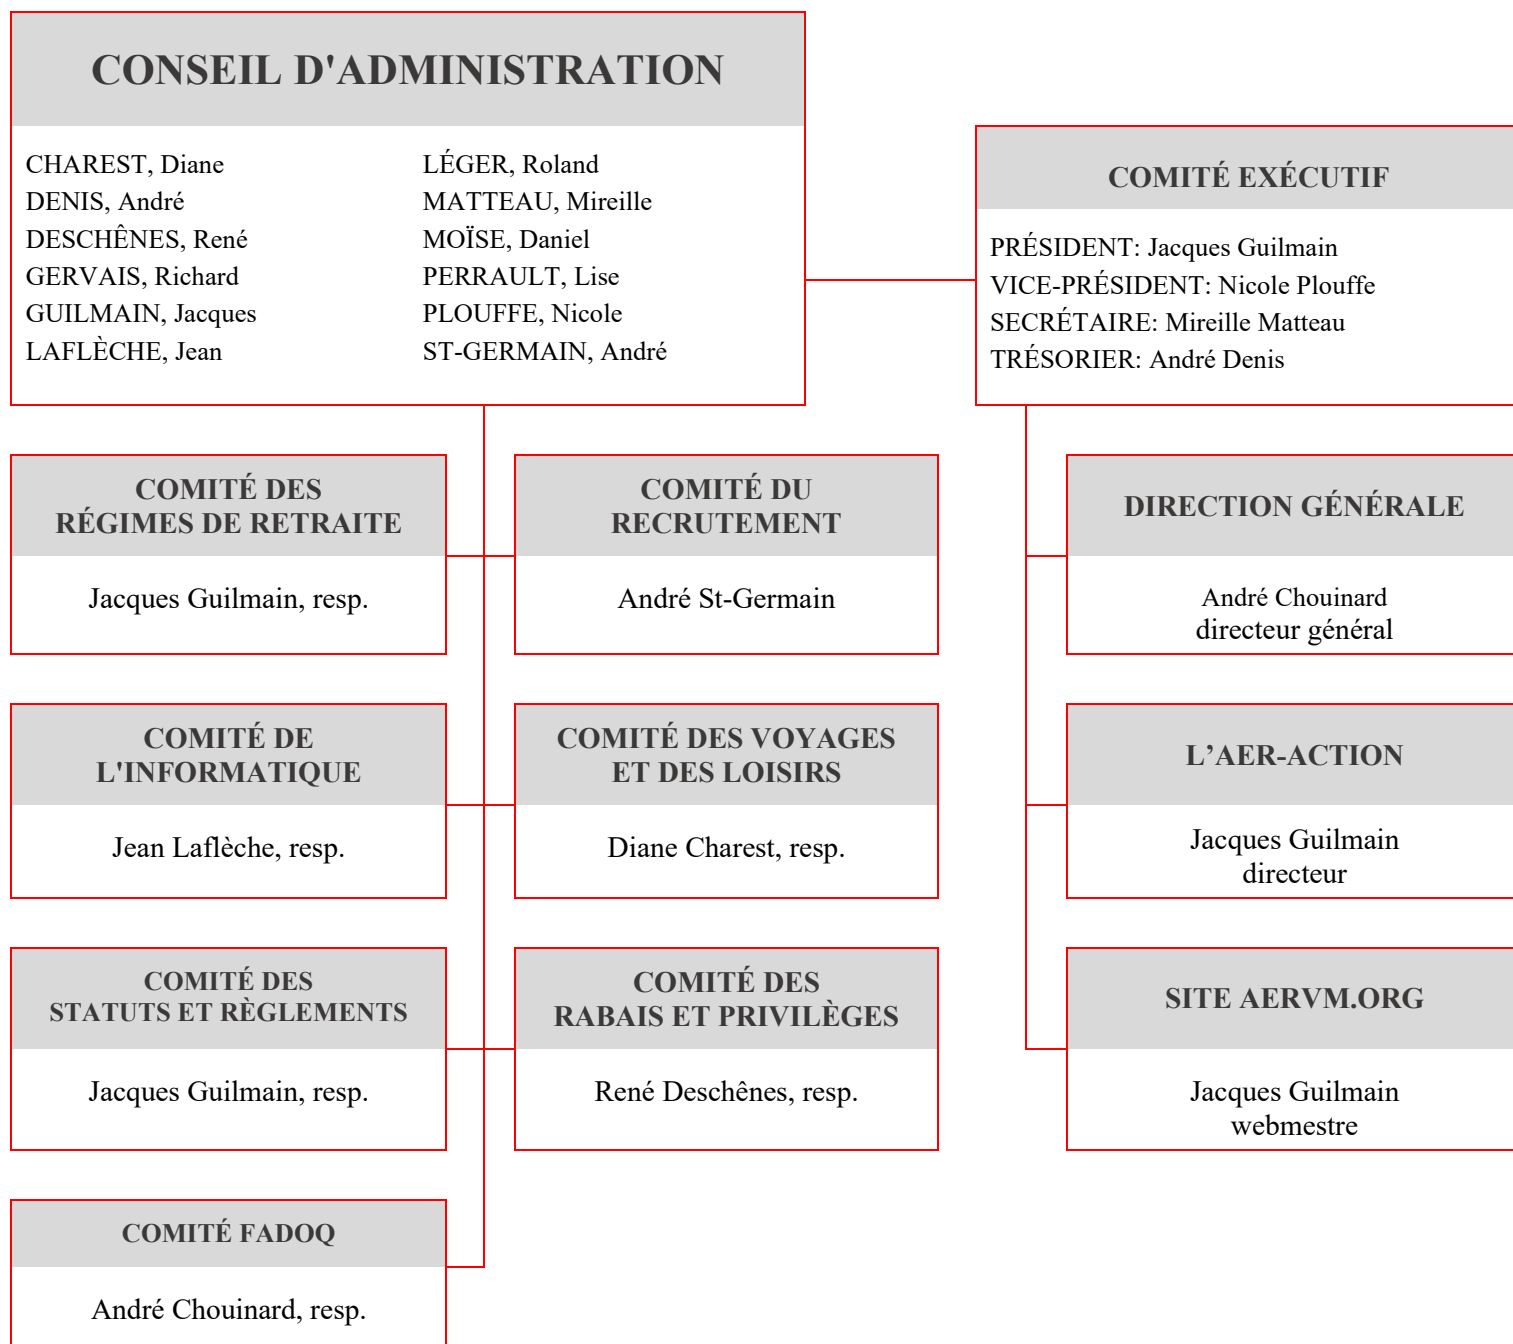 CONSEIL D'ADMINISTRATION
CHAREST, Diane
DENIS, André
DESCHÊNES, René
GERVAIS, Richard
GUILMAIN, Jacques
LAFLÈCHE, Jean
LÉGER, Roland
MATTEAU, Mireille
MOÏSE, Daniel
PERRAULT, Lise
PLOUFFE, Nicole
ST-GERMAIN, André
COMITÉ EXÉCUTIF
PRÉSIDENT: Jacques Guilmain
VICE-PRÉSIDENT: Nicole Plouffe
SECRÉTAIRE: Mireille Matteau
TRÉSORIER: André Denis
COMITÉ DES
RÉGIMES DE RETRAITE
Jacques Guilmain, resp.
COMITÉ DU
RECRUTEMENT
André St-Germain
DIRECTION GÉNÉRALE
André Chouinard
directeur général
COMITÉ DE
L'INFORMATIQUE
Jean Laflèche, resp.
COMITÉ DES VOYAGES
ET DES LOISIRS
Diane Charest, resp.
L’AER-ACTION
Jacques Guilmain
directeur
COMITÉ DES
STATUTS ET RÈGLEMENTS
Jacques Guilmain, resp.
COMITÉ DES
RABAIS ET PRIVILÈGES
René Deschênes, resp.
SITE AERVM.ORG
Jacques Guilmain
webmestre
COMITÉ FADOQ
André Chouinard, resp.